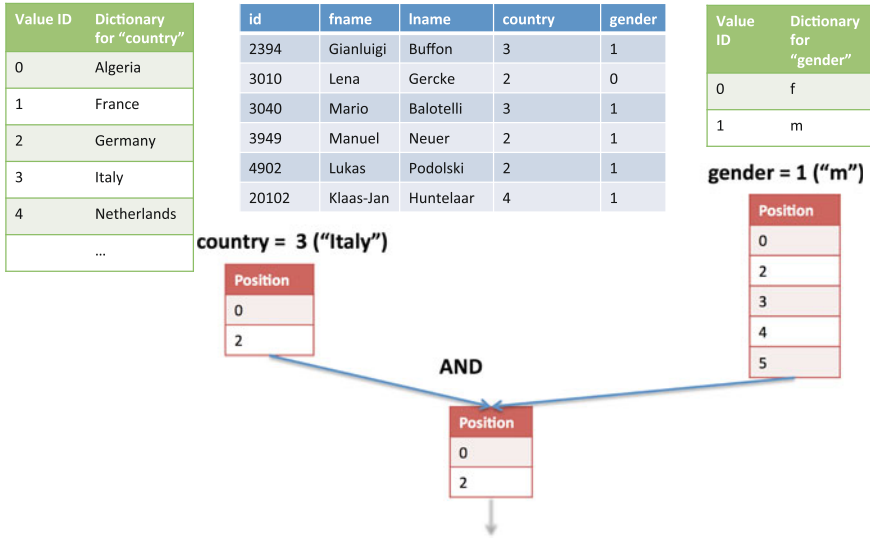 Value ID Dictionary
for “country”
0 Algeria
1 France
2 Germany
3 Italy
4 Netherlands
…
id fname lname country gender
2394 Gianluigi Buffon 3 1
3010 Lena Gercke 2 0
3040 Mario Balotelli 3 1
3949 Manuel Neuer 2 1
4902 Lukas Podolski 2 1
20102 Klaas-Jan Huntelaar 4 1
Value Dictionary
ID for
“gender”
0 f
1 m
country = 3 (“Italy”)
Position
0
2
gender = 1 (“m”)
Position
0
2
3
4
5
AND
Position
0
2